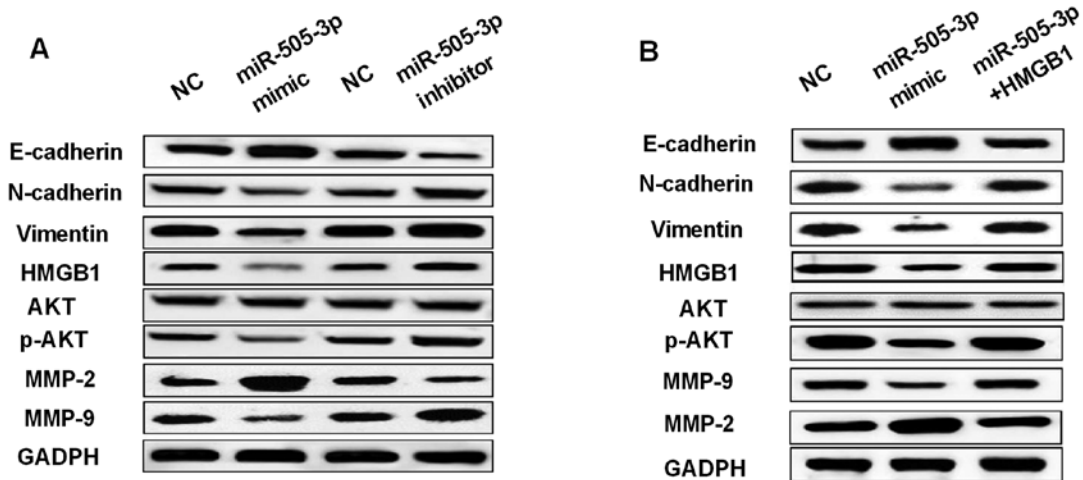 A
NC
miR-505-3p
mimic
NC
miR-505-3p
inhibitor
E-cadherin
N-cadherin
Vimentin
HMGB1
AKT
p-AKT
MMP-2
MMP-9
GADPH
B
NC
miR-505-3p
mimic
miR-505-3p
+HMGB1
E-cadherin
N-cadherin
Vimentin
HMGB1
AKT
p-AKT
MMP-9
MMP-2
GADPH